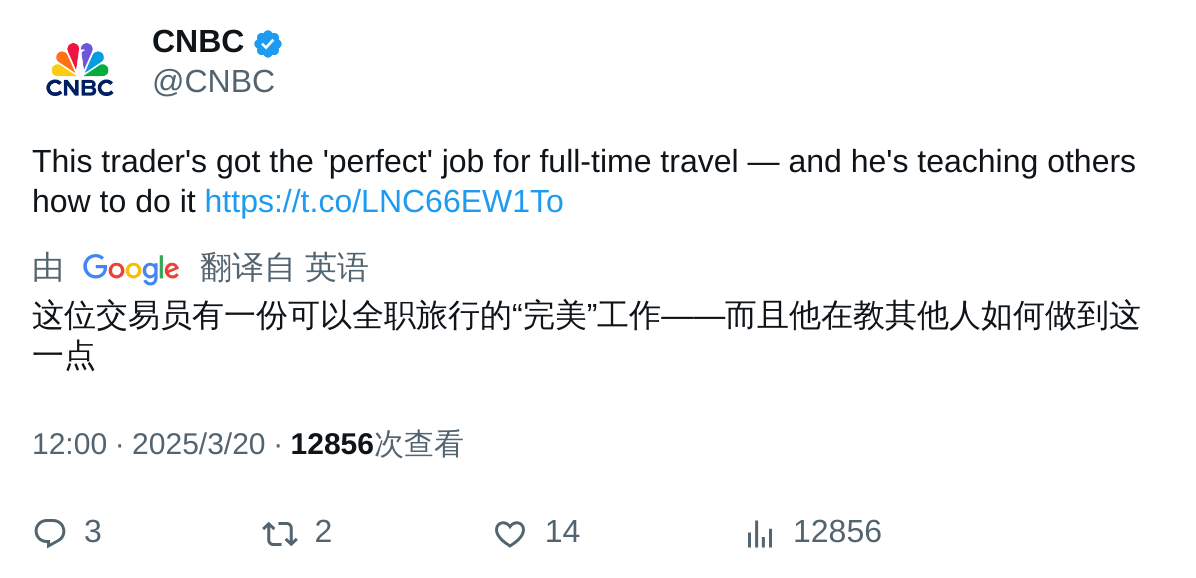 CNBC
CNBC
@CNBC
This trader's got the 'perfect' job for full-time travel — and he's teaching others
how to do it https://t.co/LNC66EW1To
由 Google 翻译自 英语
这位交易员有一份可以全职旅行的“完美”工作——而且他在教其他人如何做到这
一点
12:00 · 2025/3/20 · 12856次查看
3 2 14 12856